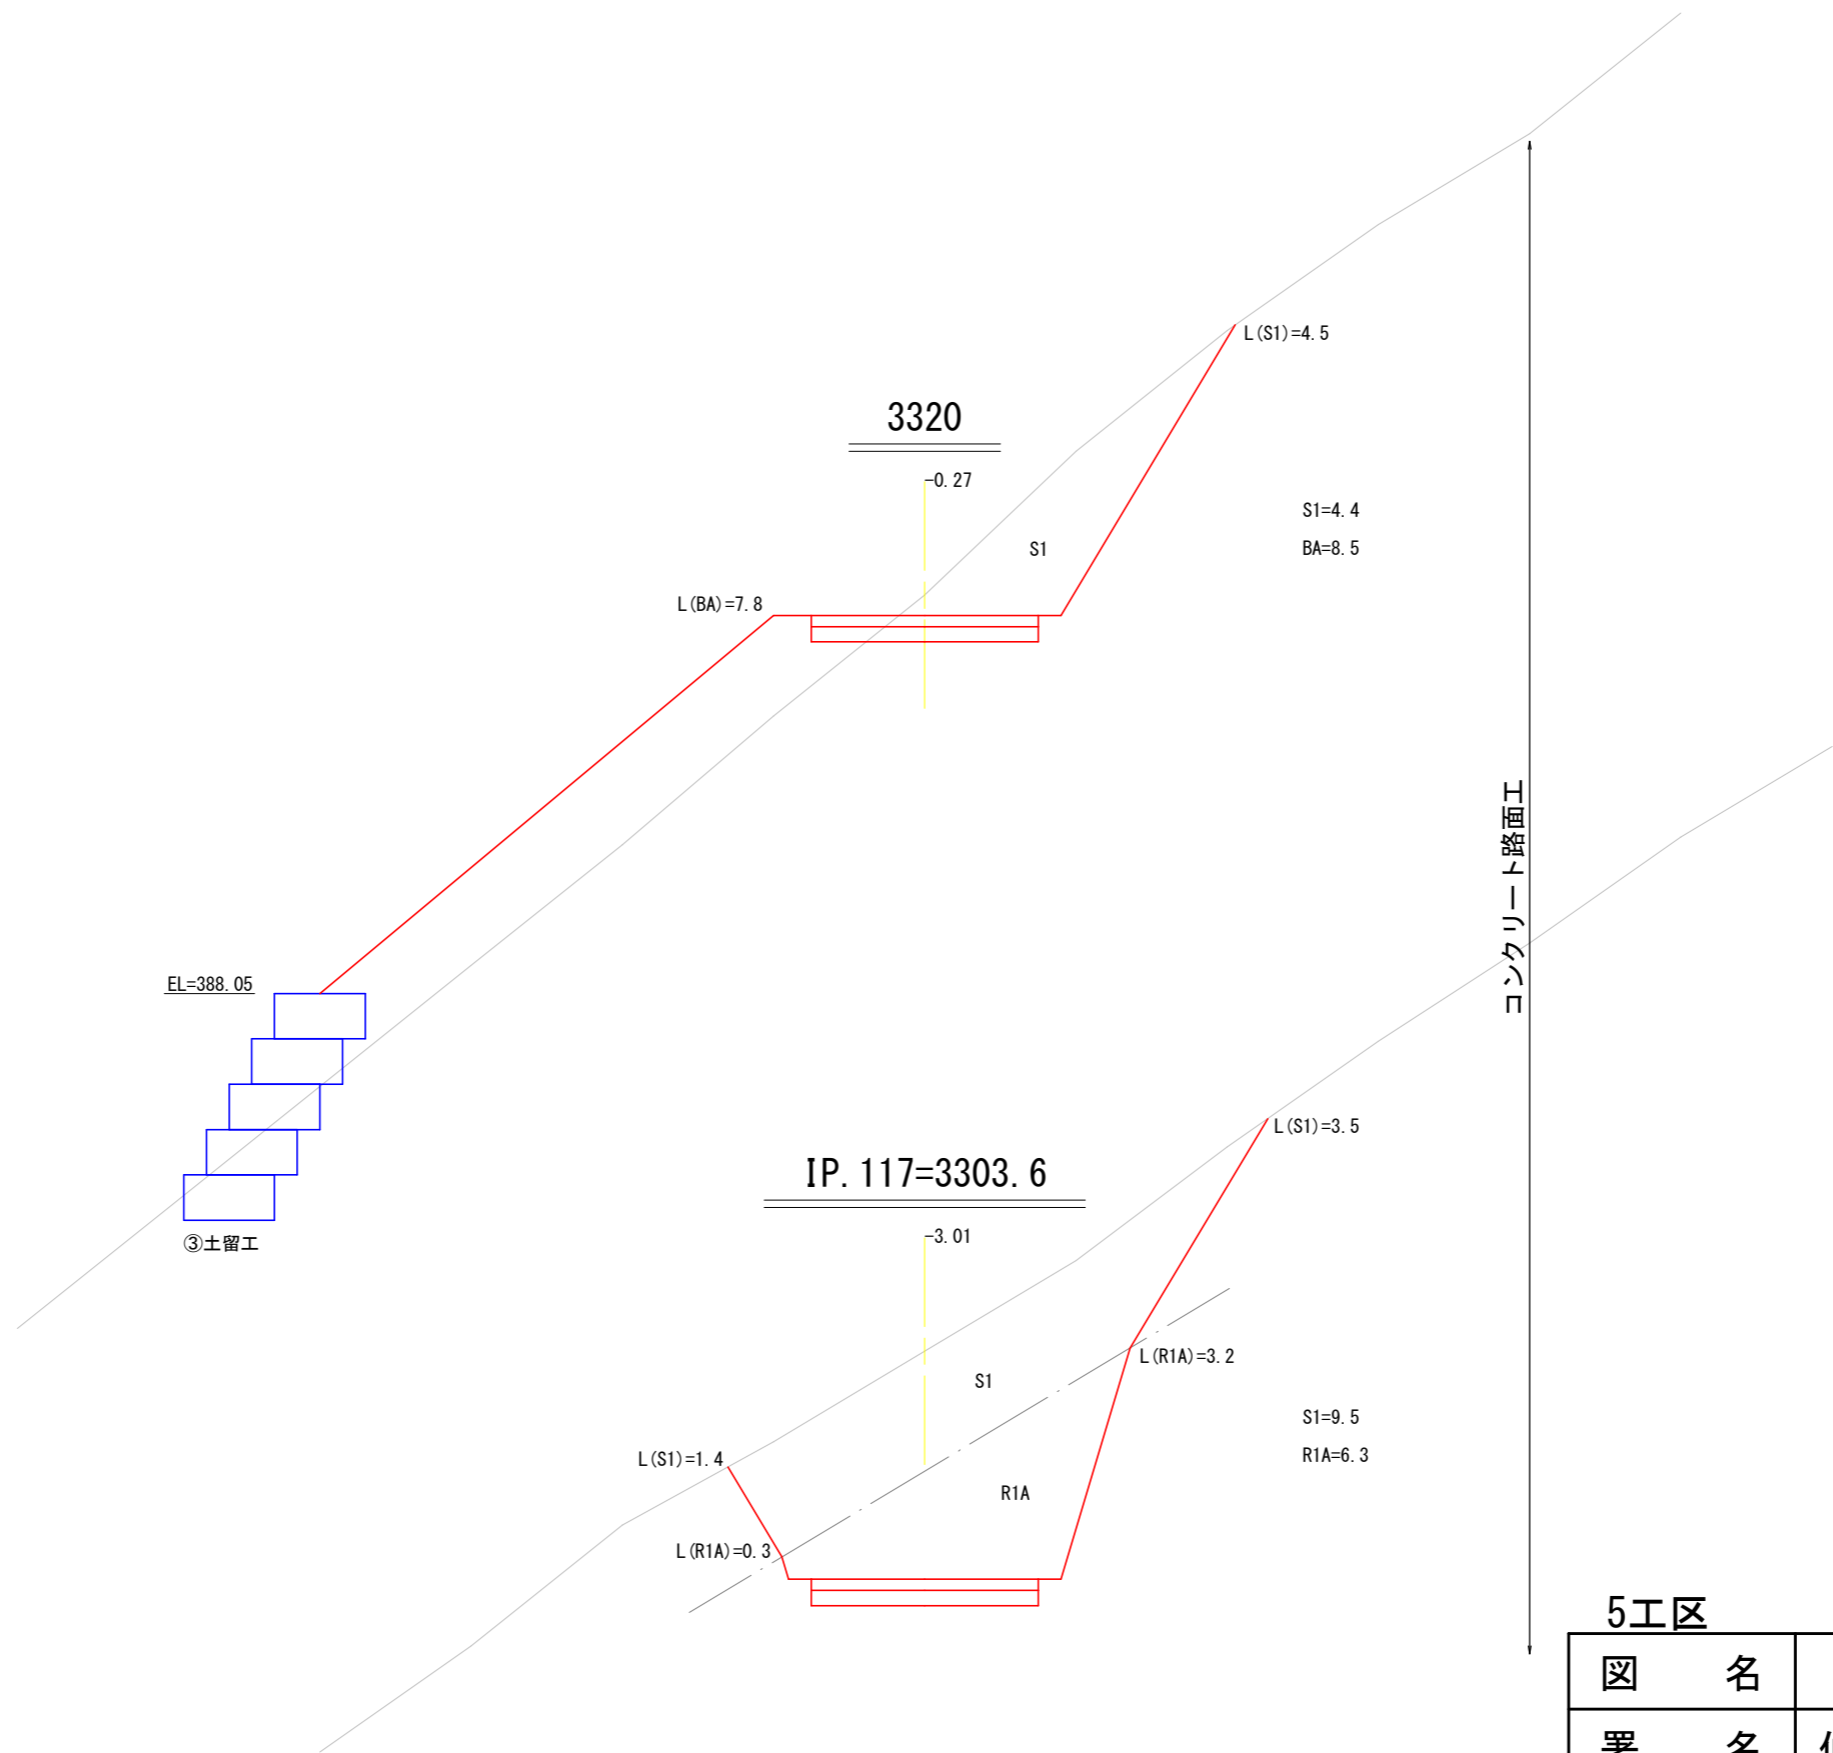 L(S1)=4.5
3320
-0.27
S1=4.4
S1
BA=8.5
L(BA)=7.8
コンクリート路面工
EL=388.05
③土留工
L(S1)=3.5
IP.117=3303.6
-3.01
L(R1A)=3.2
S1
S1=9.5
L(S1)=1.4
R1A=6.3
R1A
L(R1A)=0.3
5工区
図 名
署 名